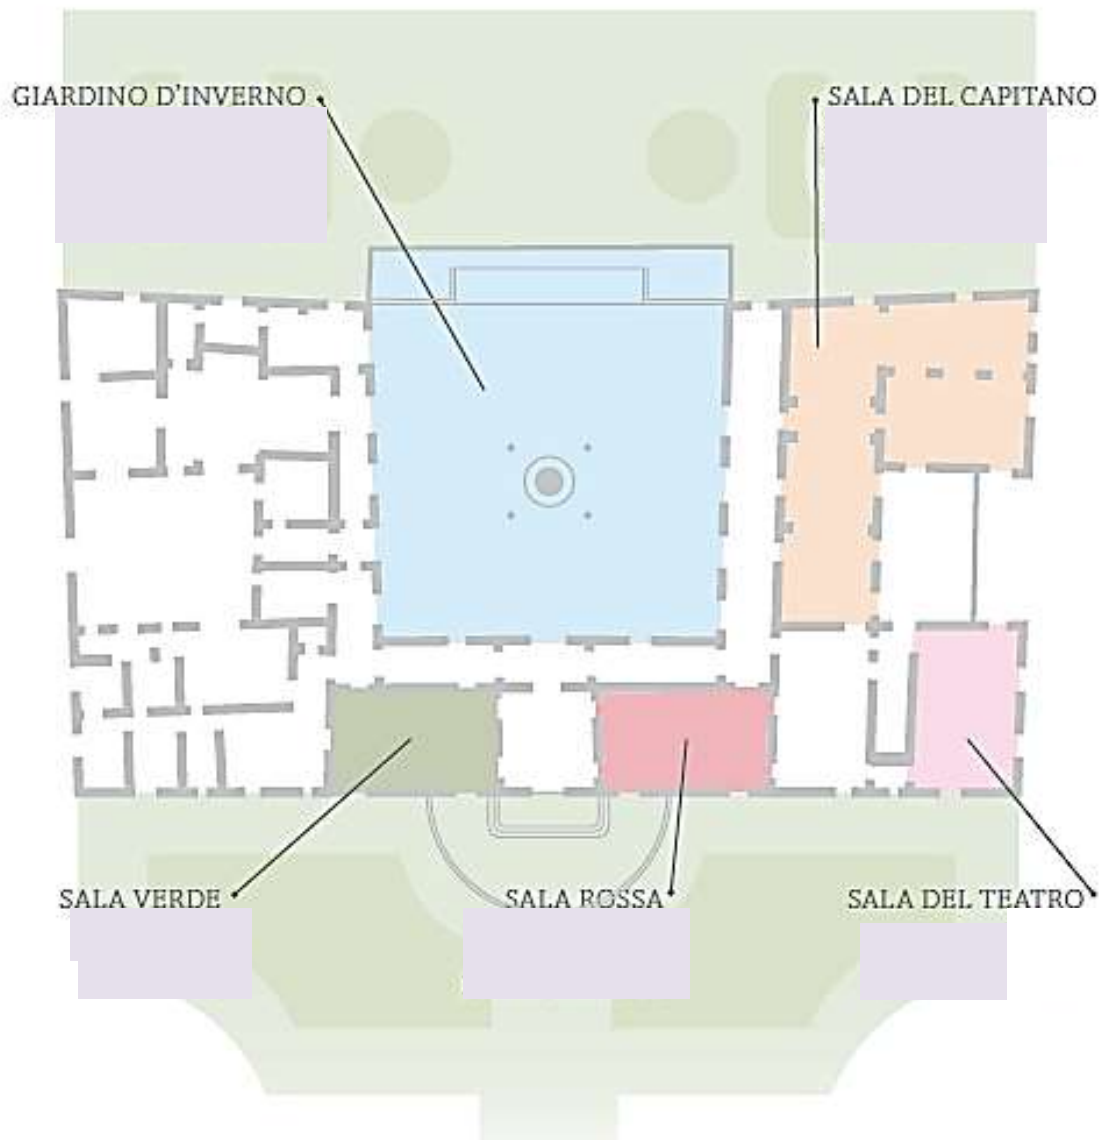 GIARDINO D'INVERNO
SALA DEL CAPITANO
SALA VERDE
SALA ROSSA
SALA DEL TEATRO